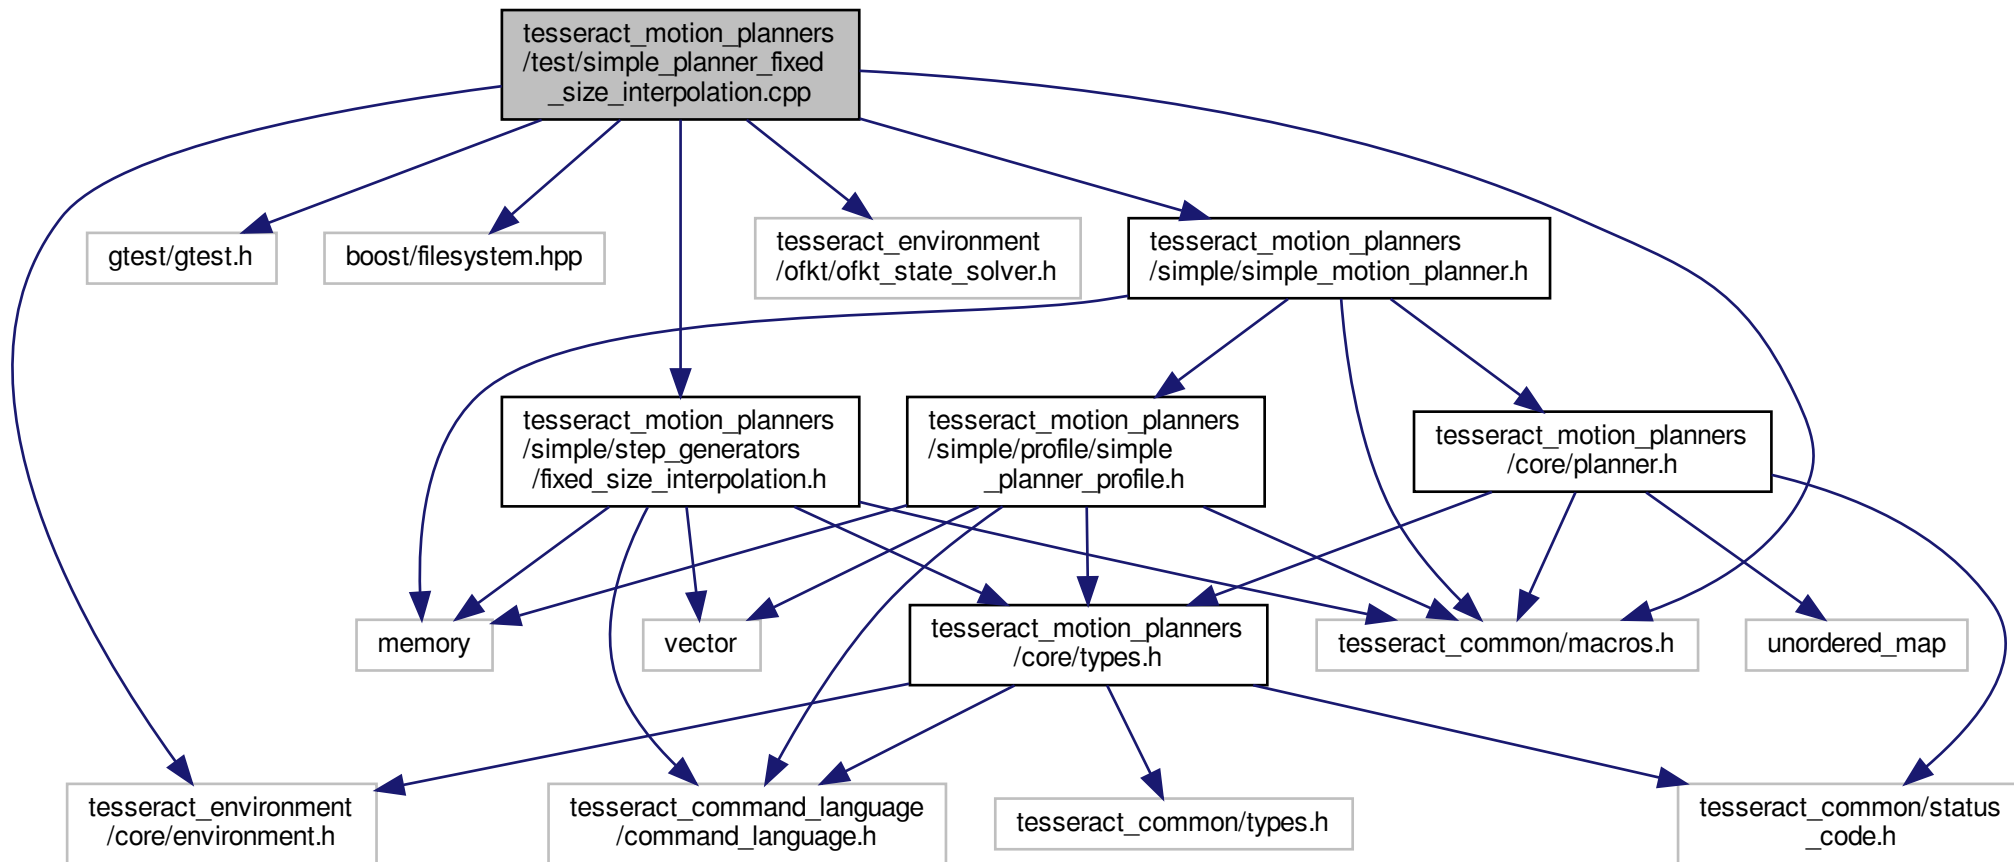 tesseract_motion_planners
/test/simple_planner_fixed
_size_interpolation.cpp
gtest/gtest.h
boost/filesystem.hpp
tesseract_environment
/ofkt/ofkt_state_solver.h
tesseract_motion_planners
/simple/simple_motion_planner.h
tesseract_motion_planners
/simple/step_generators
/fixed_size_interpolation.h
tesseract_motion_planners
/simple/profile/simple
_planner_profile.h
tesseract_motion_planners
/core/planner.h
memory
vector
tesseract_motion_planners
/core/types.h
tesseract_common/macros.h
unordered_map
tesseract_environment
/core/environment.h
tesseract_command_language
/command_language.h
tesseract_common/types.h
tesseract_common/status
_code.h